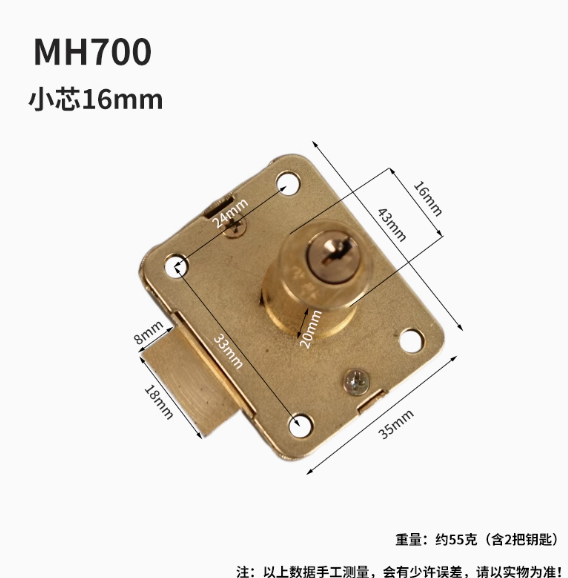 MH700
小芯16mm
24mm
16mm
43mm
20mm
8mm
33mm
18mm
35mm
重量：约55克（含2把钥匙）
注：以上数据手工测量，会有少许误差，请以实物为准！